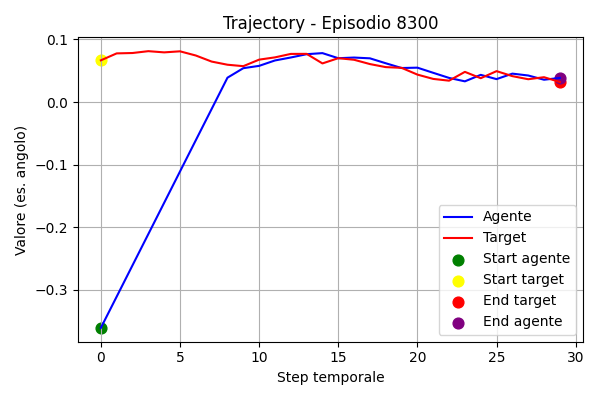 Trajectory - Episodio 8300
Valore (es. angolo)
0.1
0.0
−0.1
−0.2
−0.3
0 5 10 15 20 25 30
Step temporale
Agente
Target
Start agente
Start target
End target
End agente